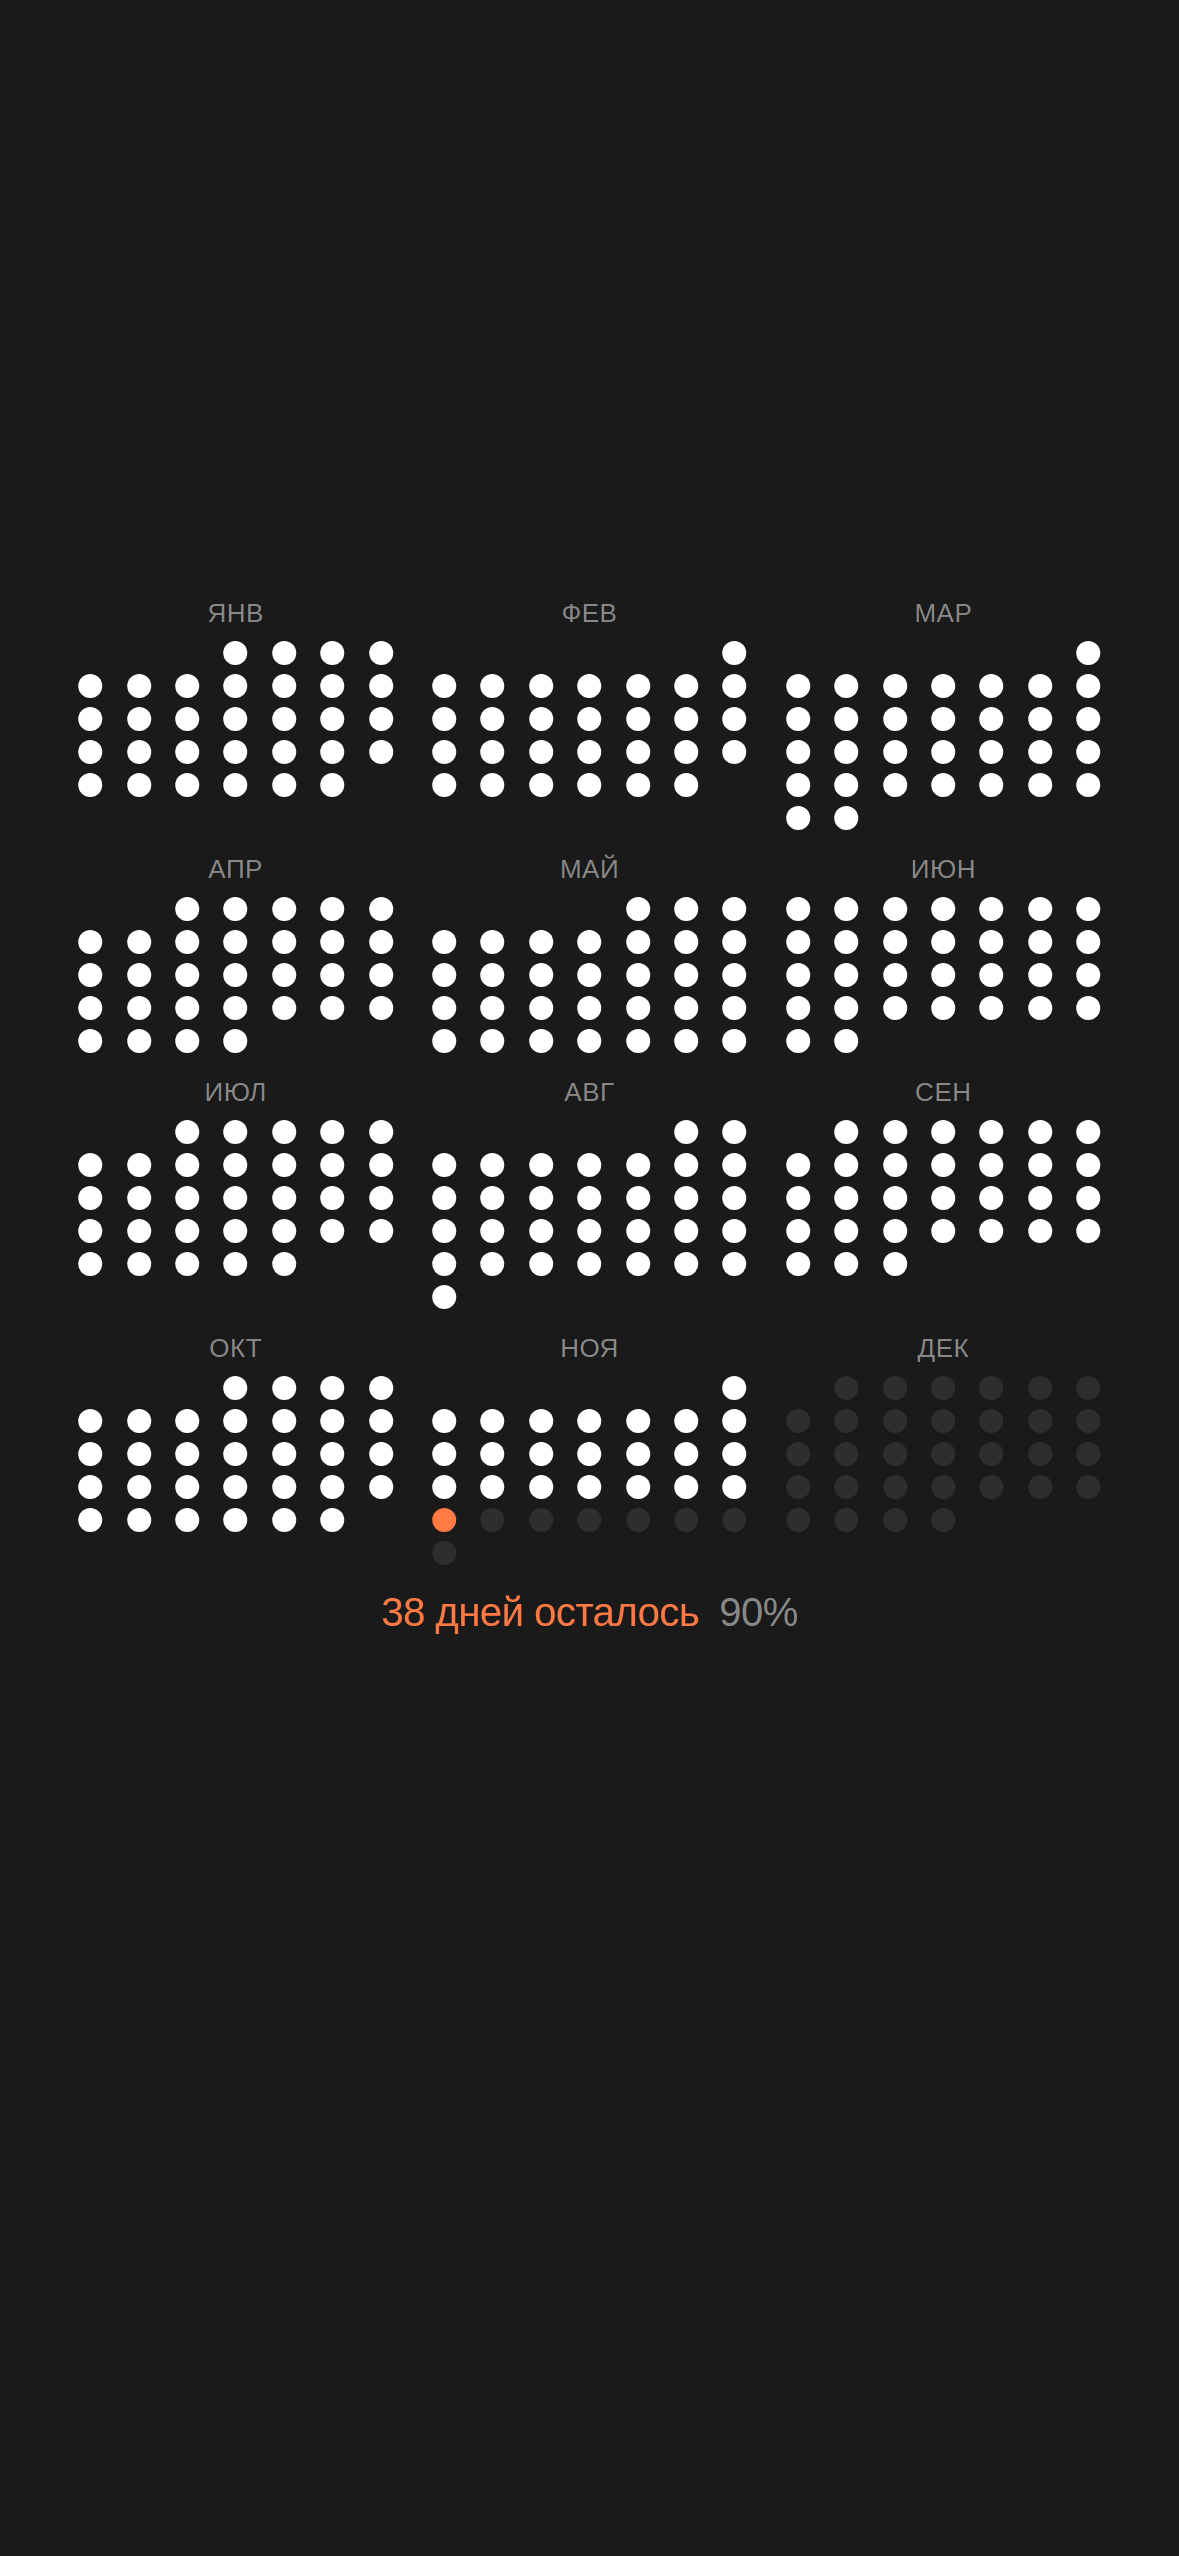 ЯНВ ФЕВ МАР
АПР МАЙ ИЮН
ИЮЛ АВГ СЕН
ОКТ НОЯ ДЕК
38 дней осталось 90%